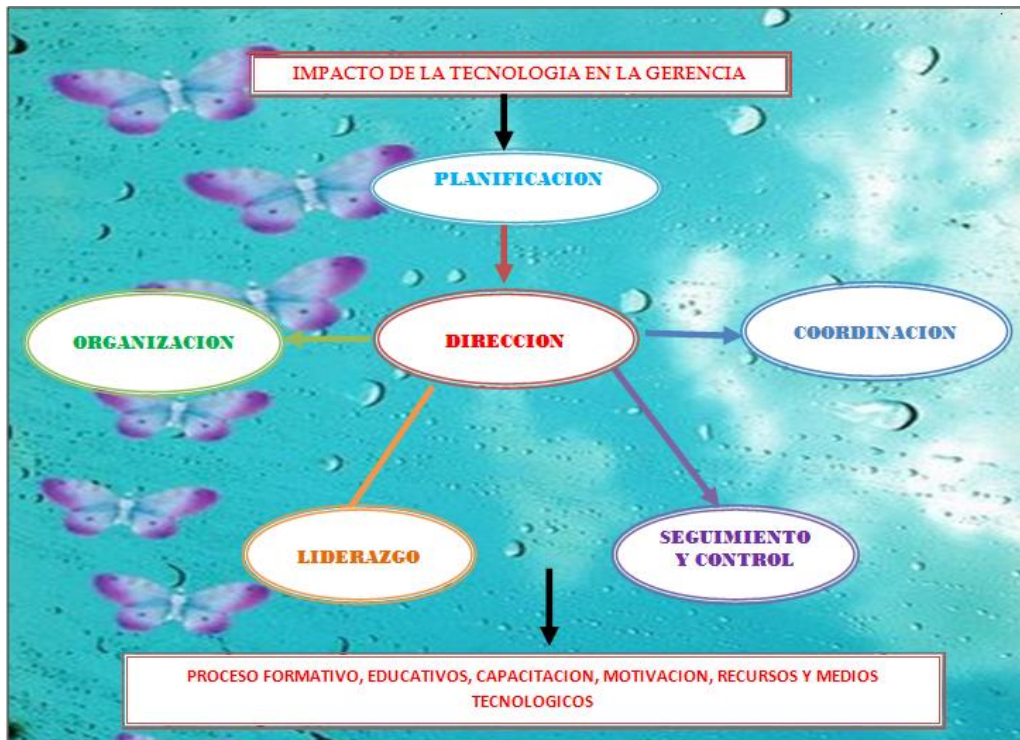 IMPACTO DE LA TECNOLOGIA EN LA GERENCIA
PLANIFICACION
ORGANIZACION
DIRECCION
COORDINACION
LIDERAZGO
SEGUIMIENTO
Y CONTROL
PROCESO FORMATIVO, EDUCATIVOS, CAPACITACION, MOTIVACION, RECURSOS Y MEDIOS
TECNOLOGICOS